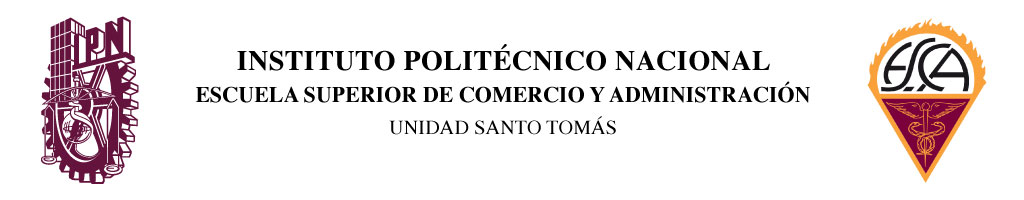 IPN
INSTITUTO POLITÉCNICO NACIONAL
ESCUELA SUPERIOR DE COMERCIO Y ADMINISTRACIÓN
UNIDAD SANTO TOMÁS
ESCA